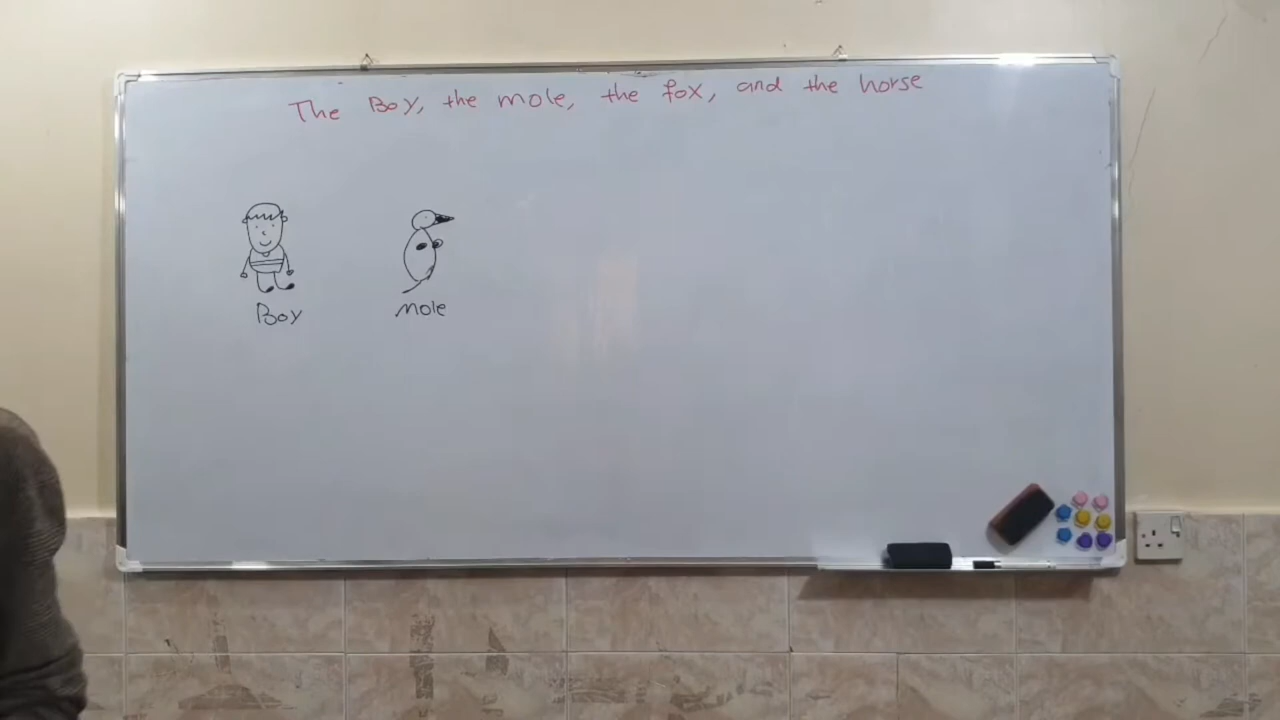 The Boy, the mole, the fox, and the horse
Boy
Mole